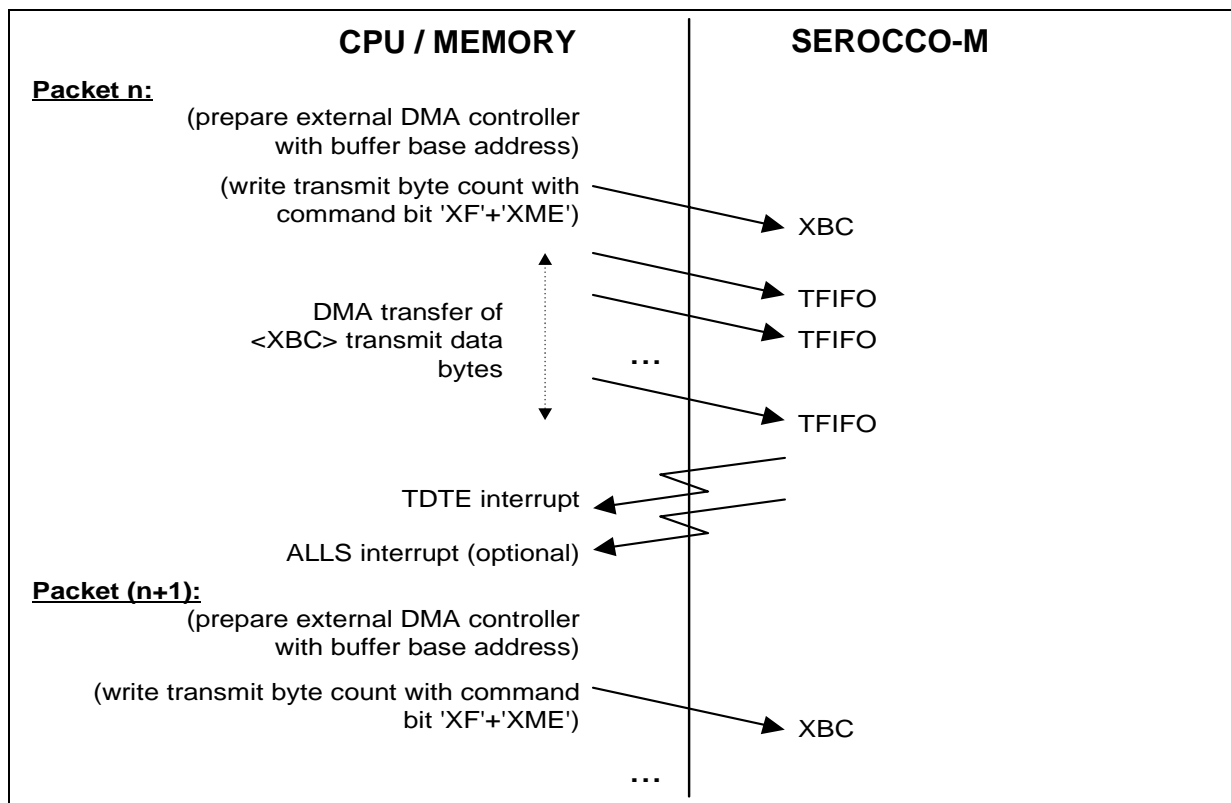 CPU / MEMORY
SEROCCO-M
Packet n:
(prepare external DMA controller
with buffer base address)
(write transmit byte count with
command bit 'XF'+'XME')
XBC
TFIFO
DMA transfer of
<XBC> transmit data
bytes
TFIFO
...
TFIFO
TDTE interrupt
ALLS interrupt (optional)
Packet (n+1):
(prepare external DMA controller
with buffer base address)
(write transmit byte count with command
bit 'XF'+'XME')
XBC
...